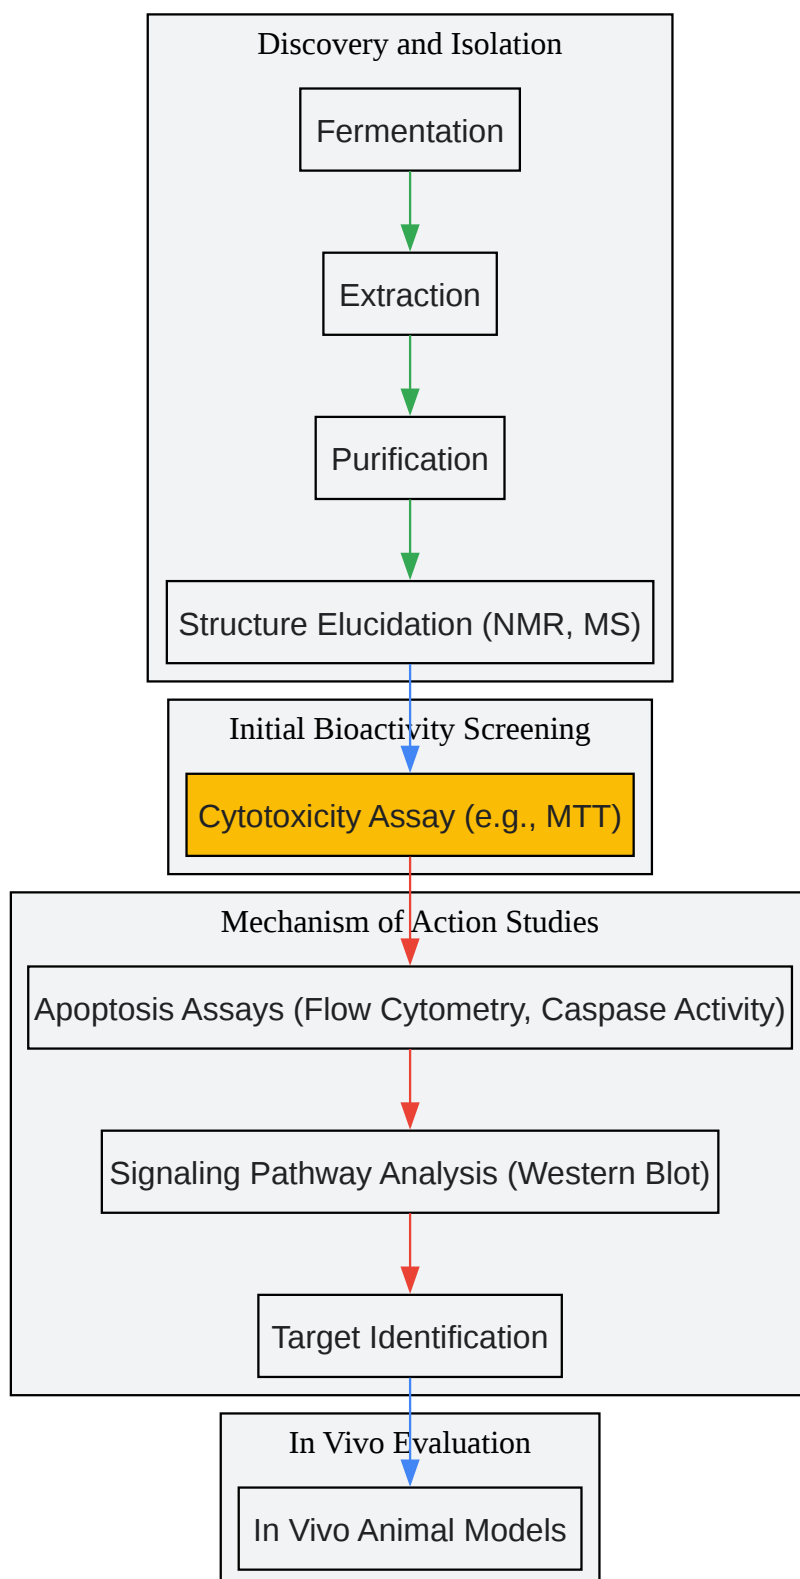 Discovery and Isolation
Fermentation
Extraction
Purification
Structure Elucidation (NMR, MS)
Initial Bioactivity Screening
Cytotoxicity Assay (e.g., MTT)
Mechanism of Action Studies
Apoptosis Assays (Flow Cytometry, Caspase Activity)
Signaling Pathway Analysis (Western Blot)
Target Identification
In Vivo Evaluation
In Vivo Animal Models